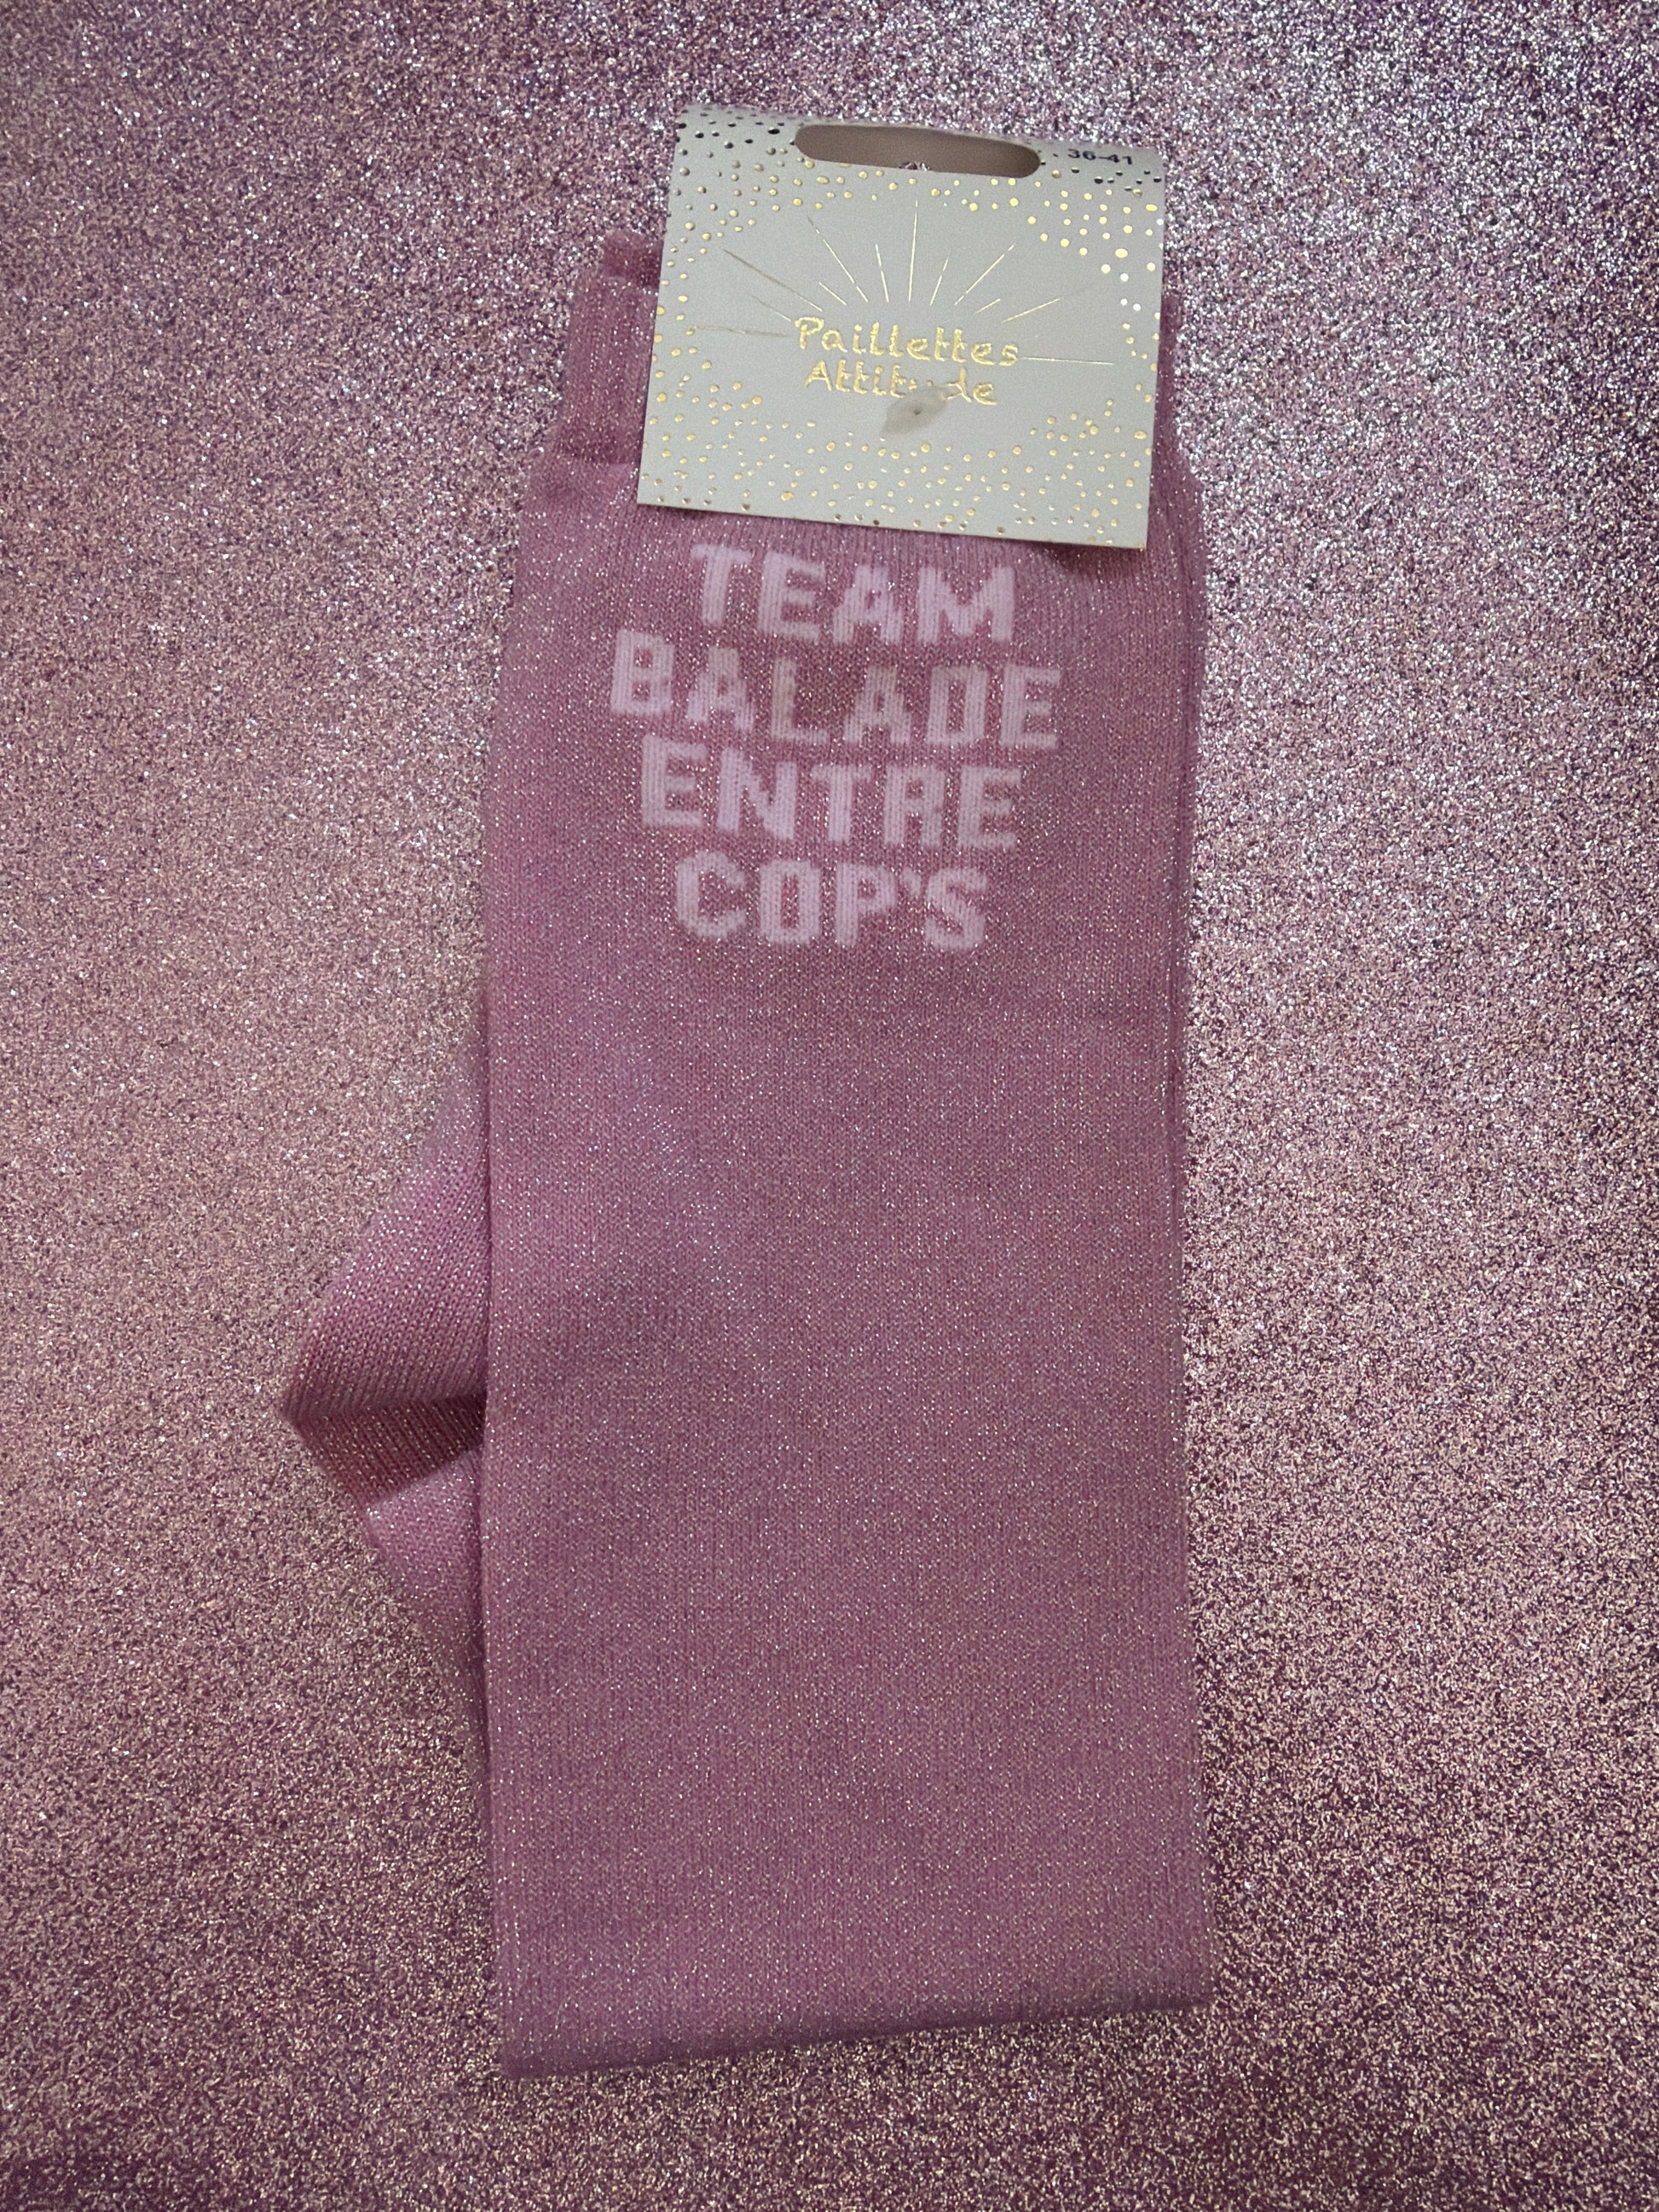 36-41
Paillettes
Attitude
TEAM
BALADE
ENTRE
COP'S